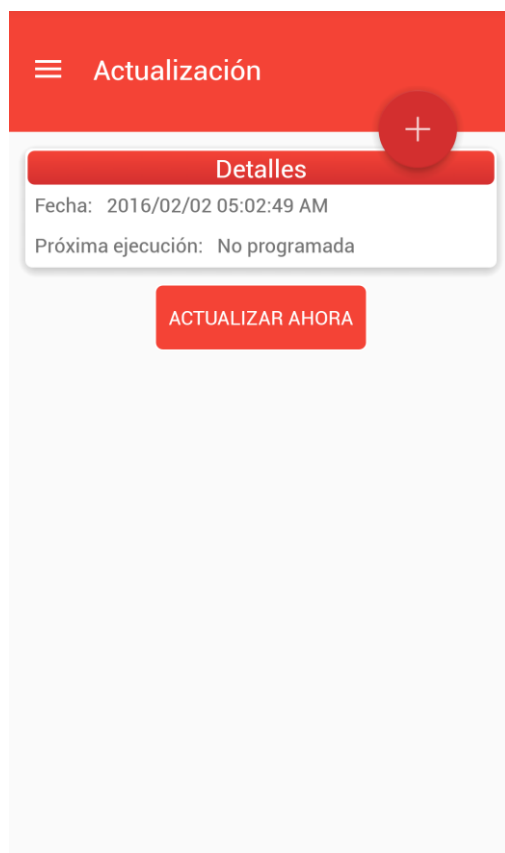 Actualización
Detalles
Fecha: 2016/02/02 05:02:49 AM
Próxima ejecución: No programada
ACTUALIZAR AHORA